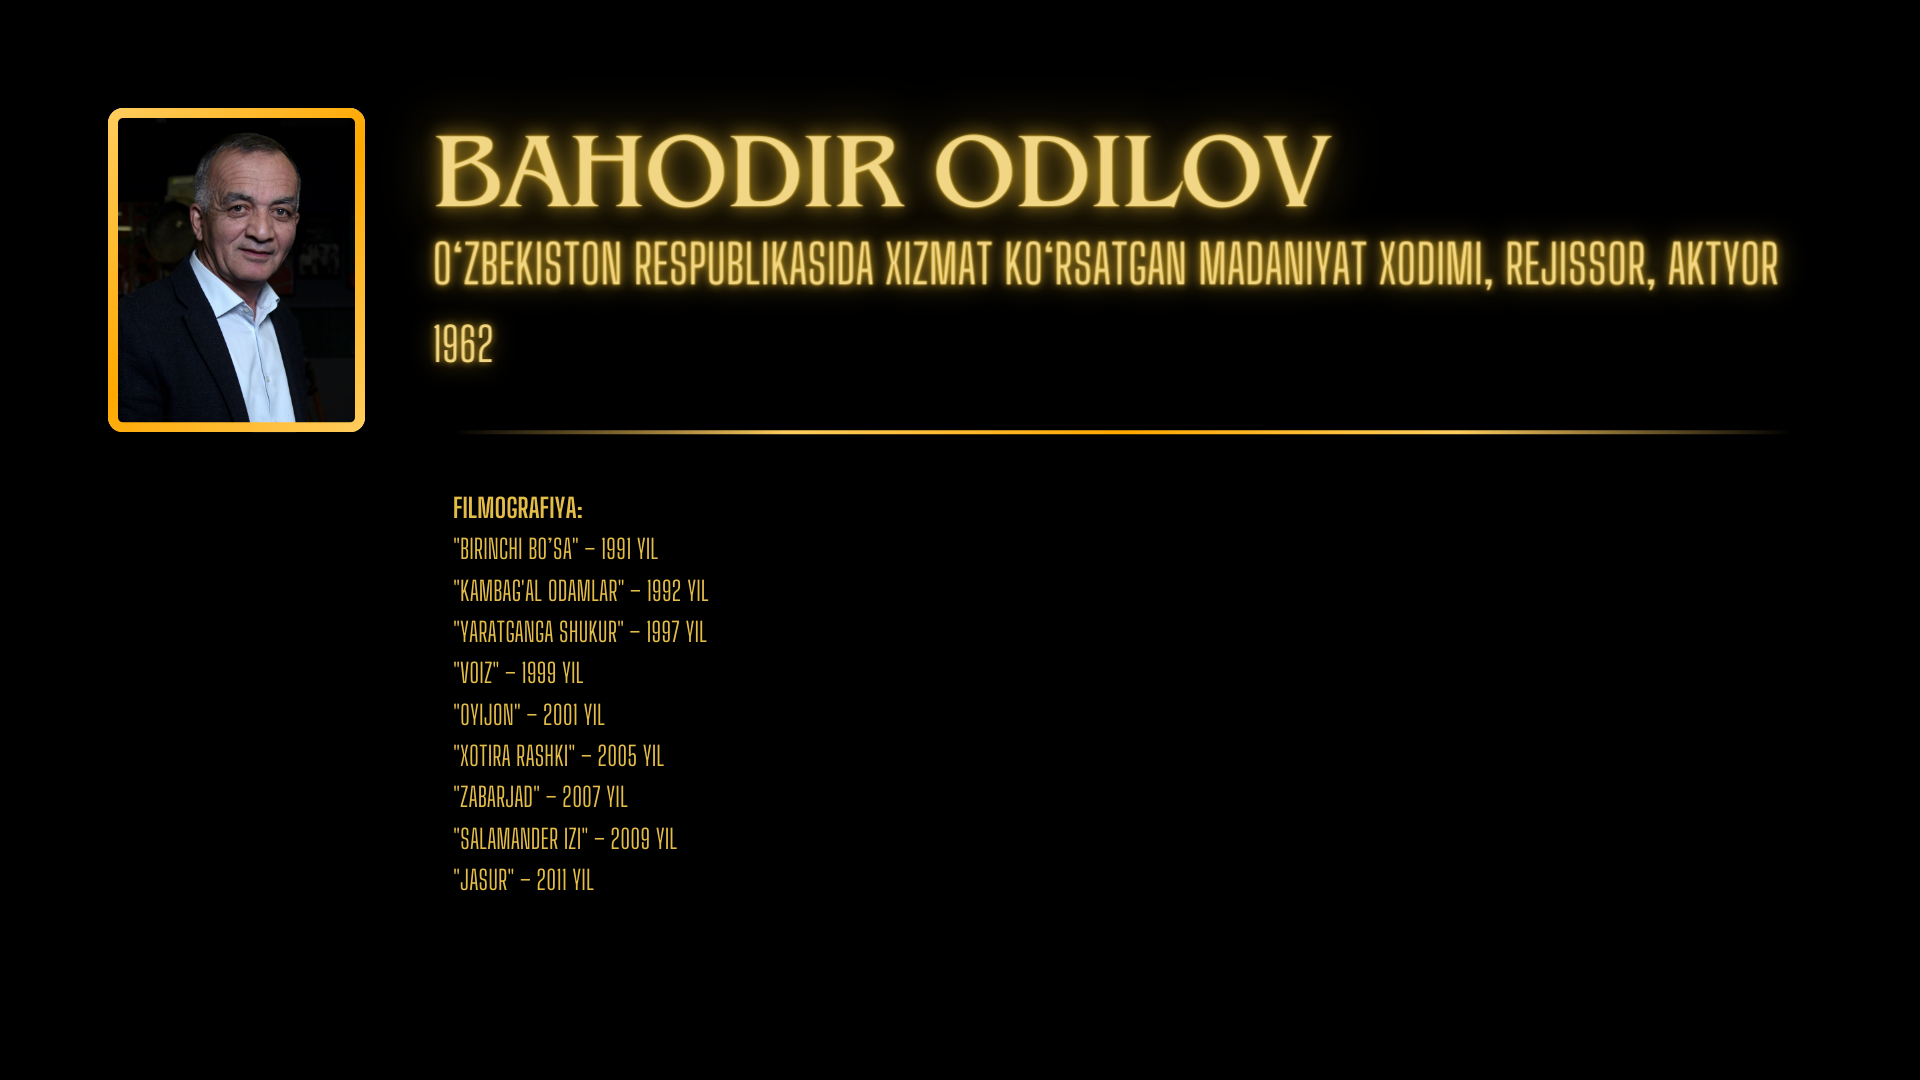 BAHODIR ODILOV
O‘ZBEKISTON RESPUBLIKASIDA XIZMAT KO‘RSATGAN MADANIYAT XODIMI, REJISSOR, AKTYOR
1962
FILMOGRAFIYA:
"BIRINCHI BO’SA" – 1991 YIL
"KAMBAG'AL ODAMLAR" – 1992 YIL
"YARATGANGA SHUKUR" – 1997 YIL
"VOIZ" – 1999 YIL
"OYIJON" – 2001 YIL
"XOTIRA RASHKI" – 2005 YIL
"ZABARJAD" – 2007 YIL
"SALAMANDER IZI" – 2009 YIL
"JASUR" – 2011 YIL